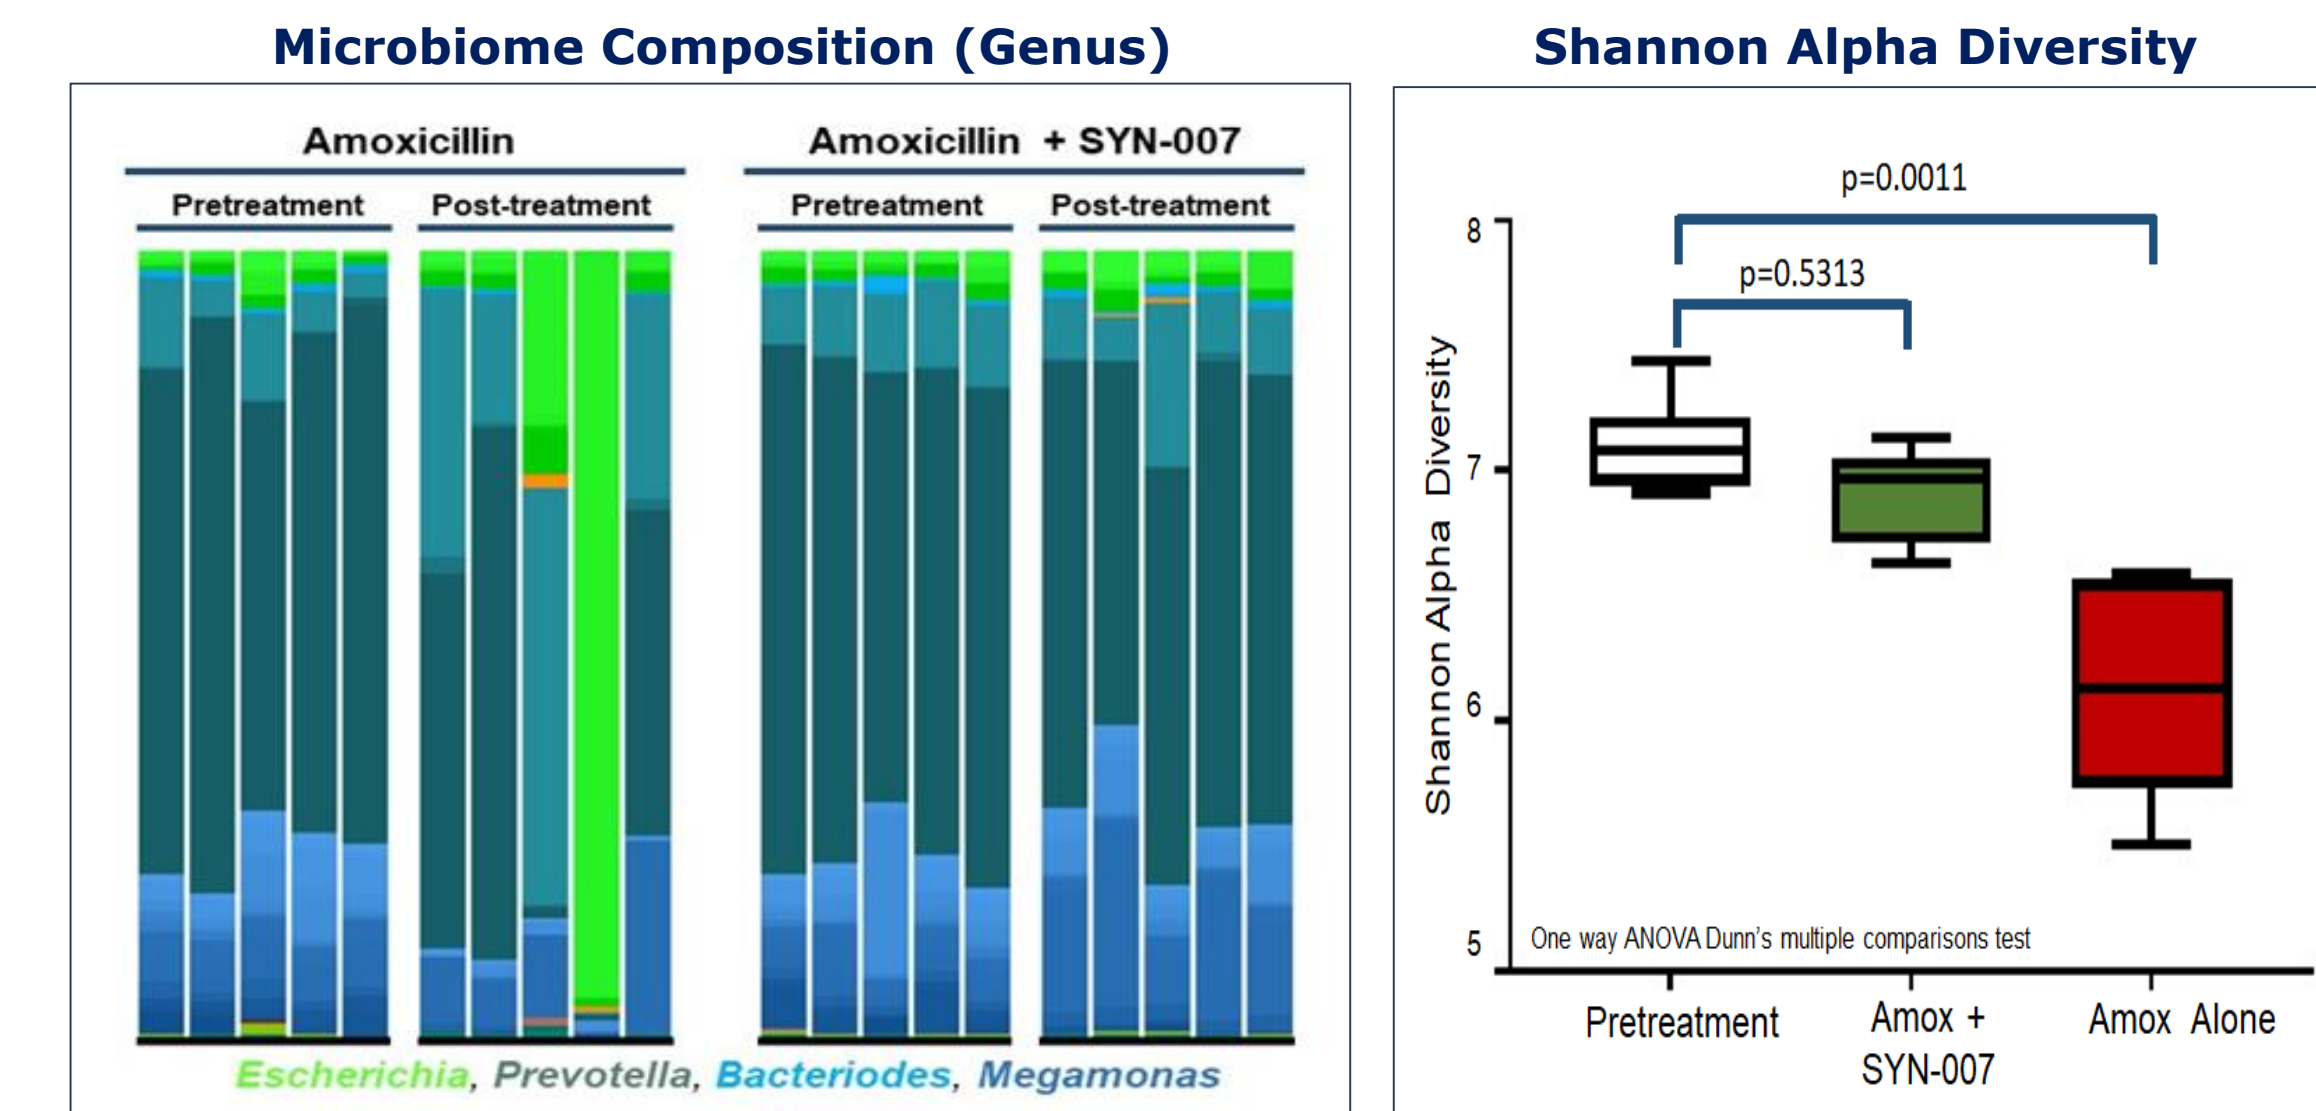 Microbiome Composition (Genus)
Amoxicillin
Amoxicillin + SYN-007
Pretreatment
Post-treatment
Pretreatment
Post-treatment
Escherichia, Prevotella, Bacteriodes, Megamonas
Shannon Alpha Diversity
p=0.0011
p=0.5313
Shannon Alpha Diversity
8
7
6
5
One way ANOVA Dunn's multiple comparisons test
Pretreatment
Amox +
SYN-007
Amox Alone